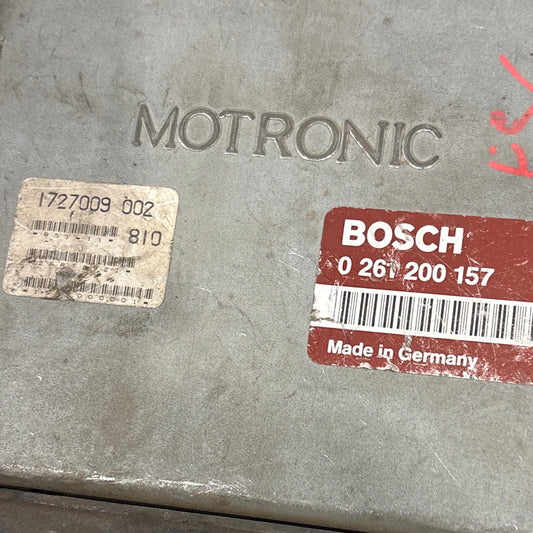 MOTRONIC
1727009 002
810
BOSCH
0 261 200 157
Made in Germany